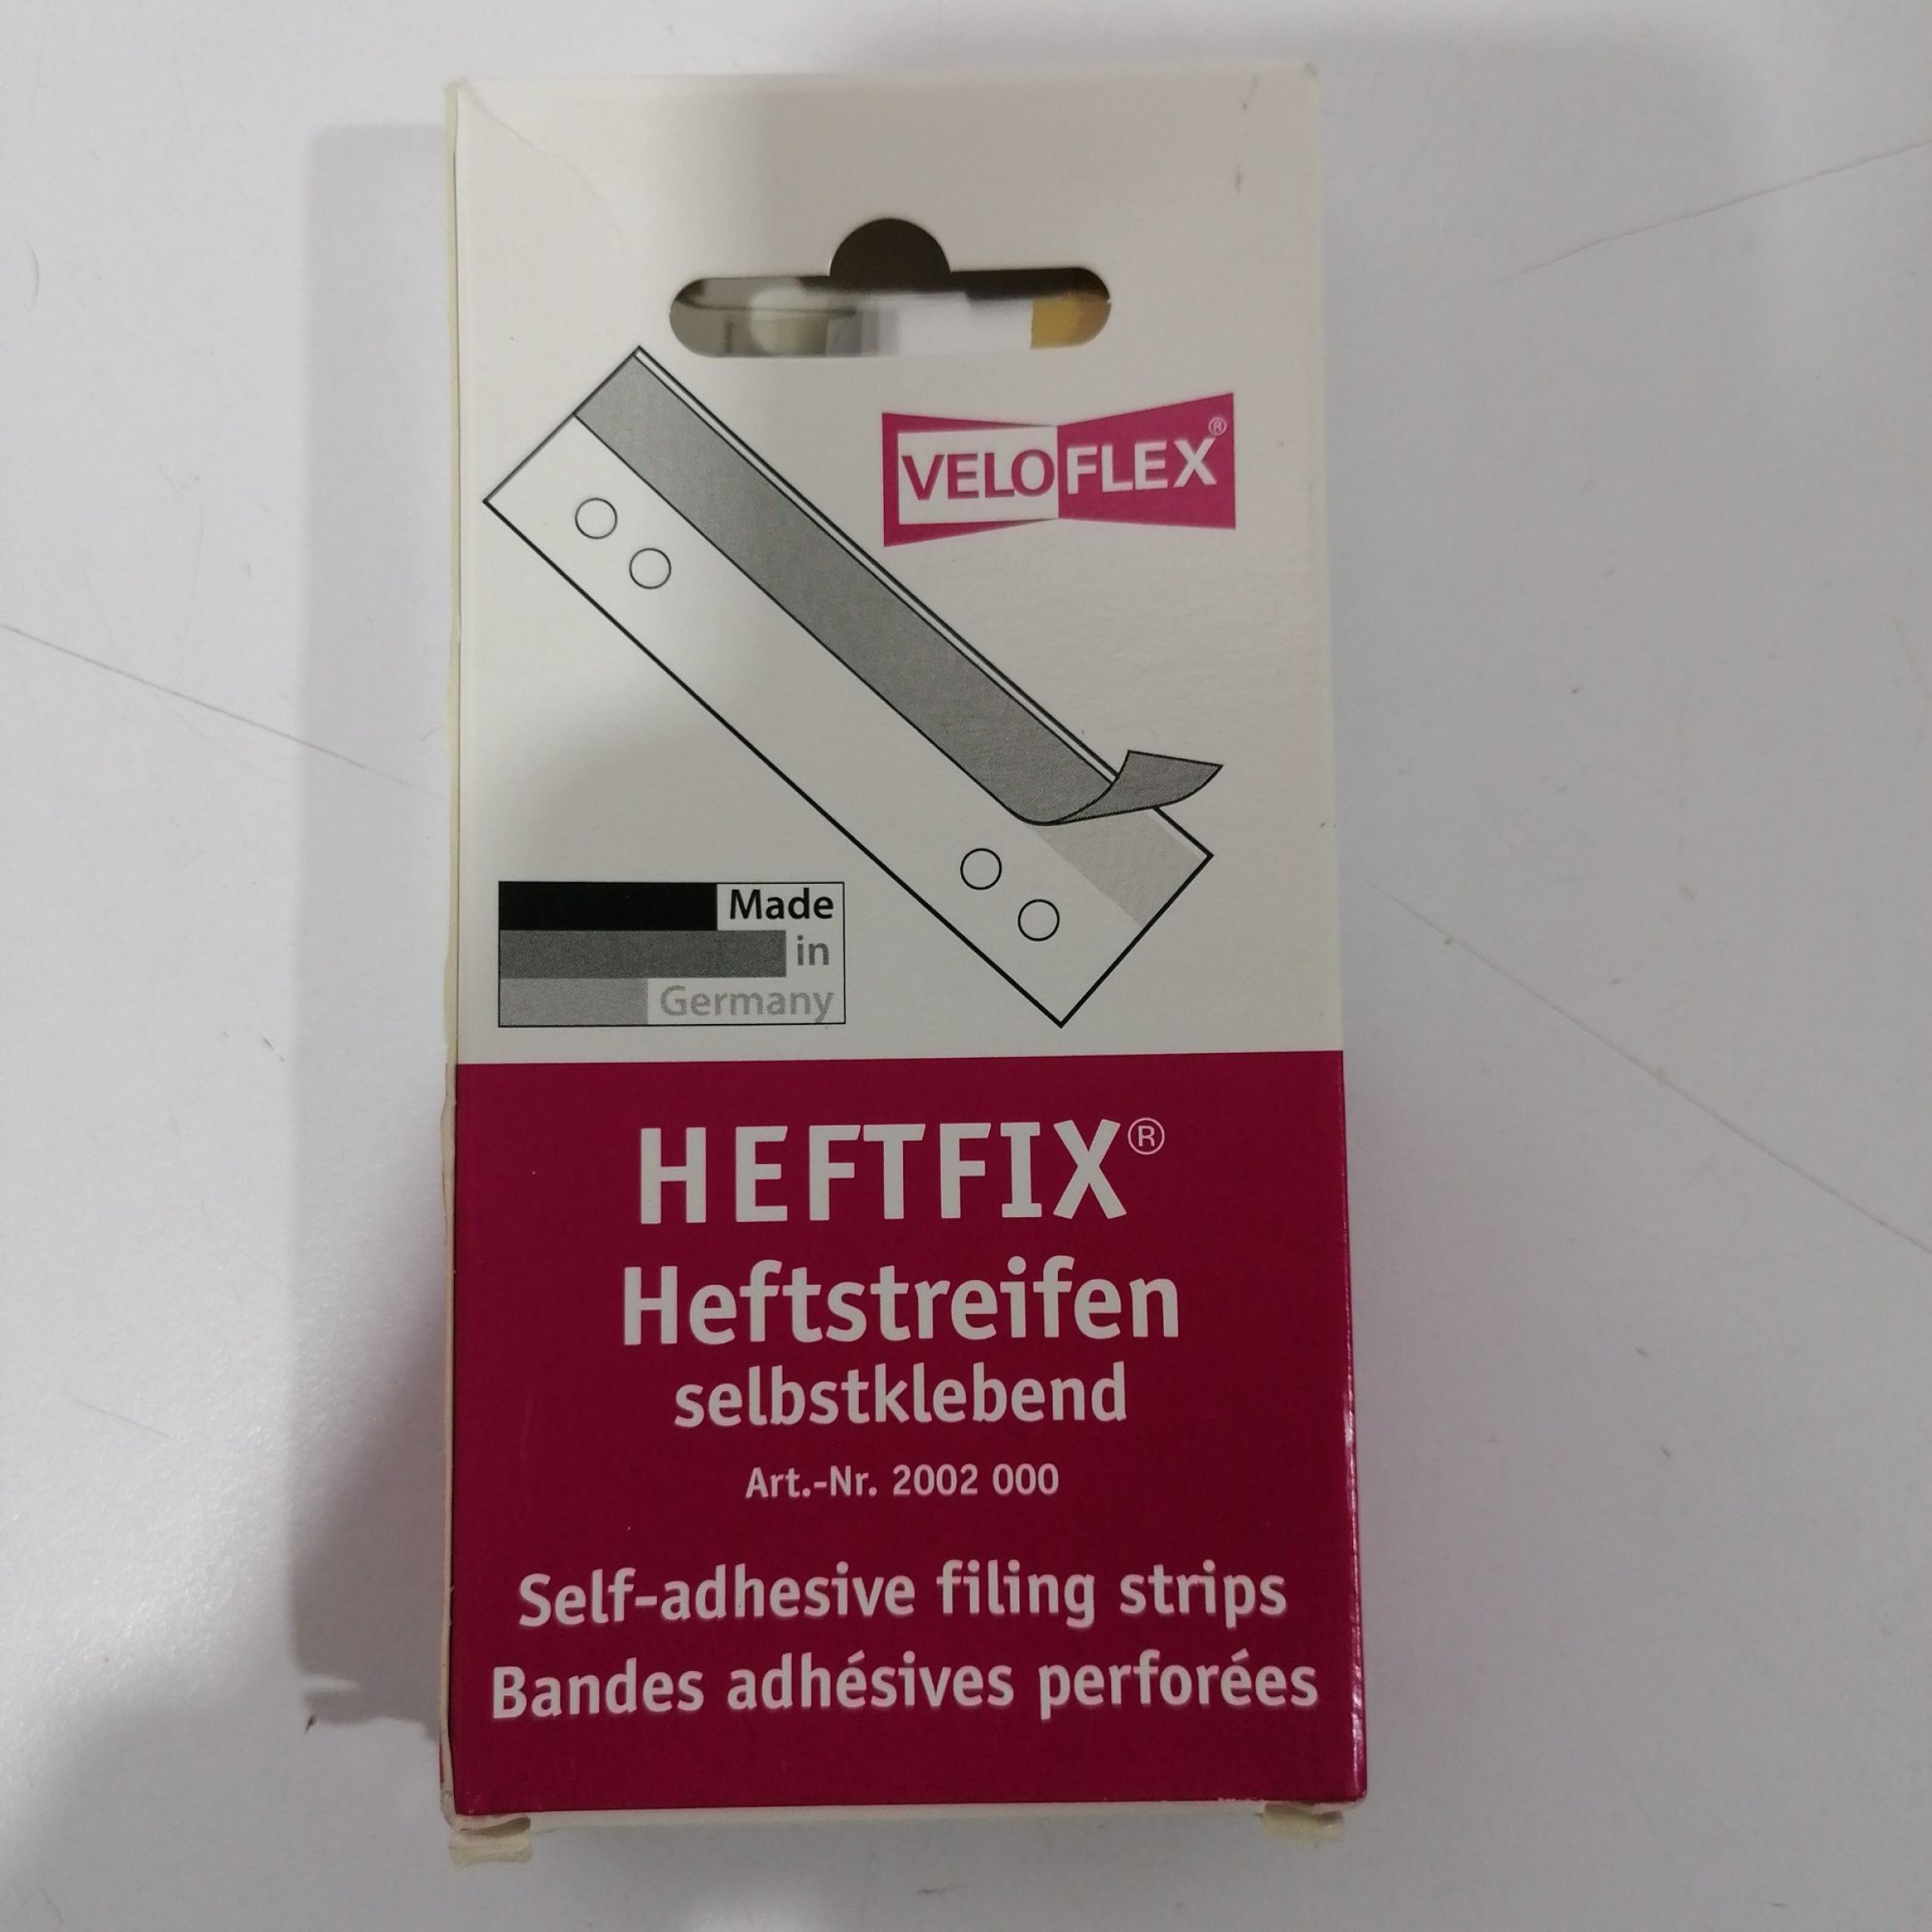 VELOFLEX®
Made
in
Germany
HEFTFIX®
Heftstreifen
selbstklebend
Art.-Nr. 2002 000
Self-adhesive filing strips
Bandes adhésives perforées